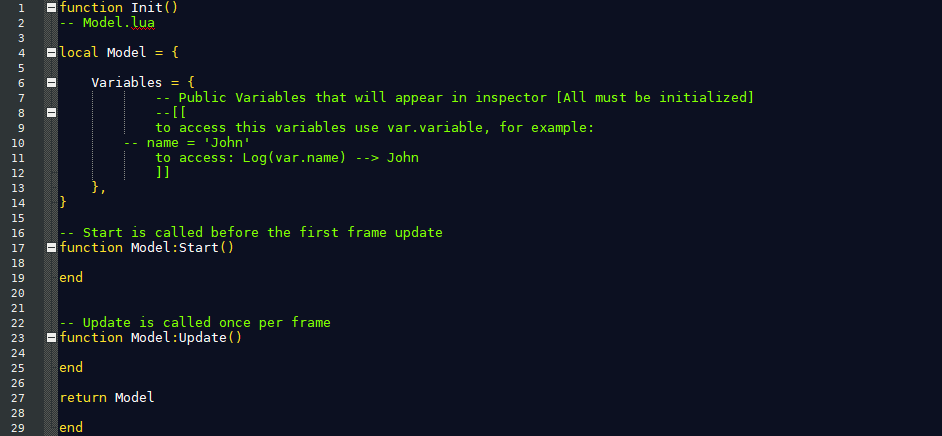 1 function Init()
2 -- Model.lua
3
4 local Model = {
5
6     Variables = {
7             -- Public Variables that will appear in inspector [All must be initialized]
8             --[[
9             to access this variables use var.variable, for example:
10         -- name = 'John'
11             to access: Log(var.name) --> John
12             ]]
13     },
14 }
15
16 -- Start is called before the first frame update
17 function Model:Start()
18
19 end
20
21
22 -- Update is called once per frame
23 function Model:Update()
24
25 end
26
27 return Model
28
29 end